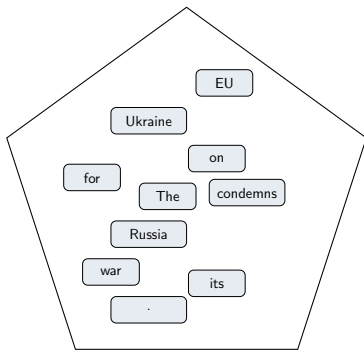 EU
Ukraine
on
for
condemns
The
Russia
war
its
.